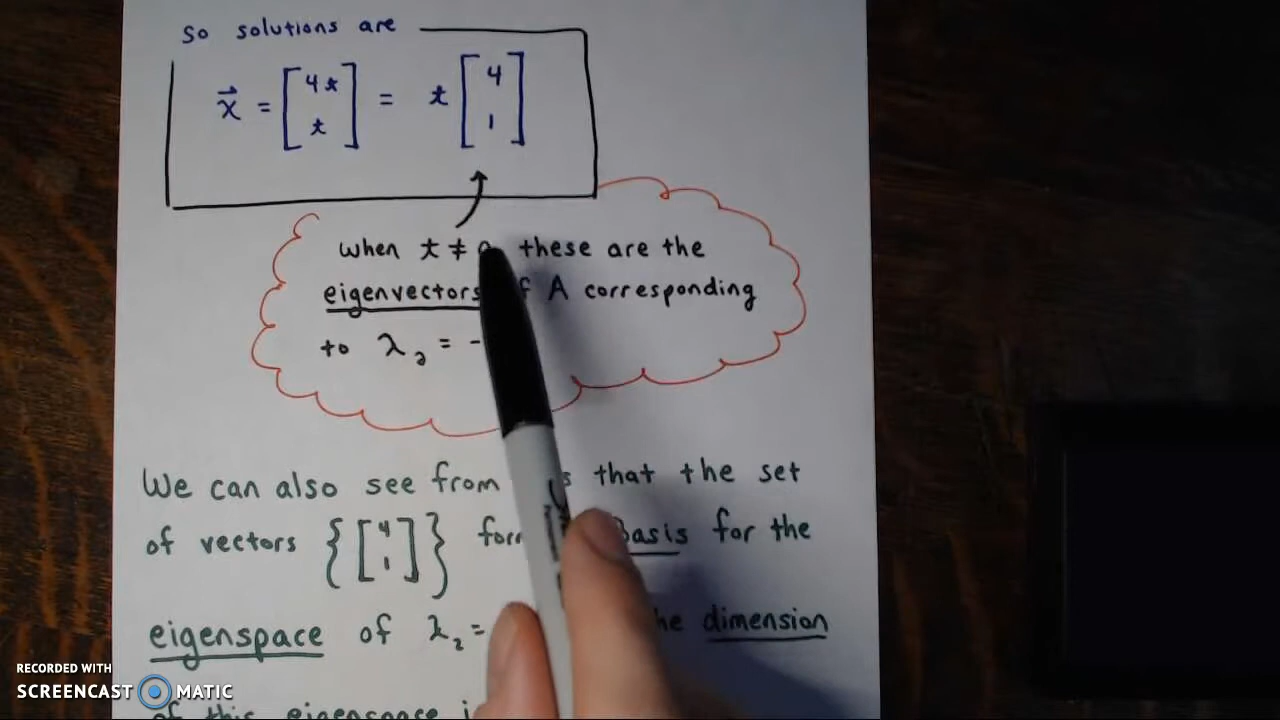 So solutions are
x⃗ = [4t t] = t [4 1]
when t ≠ these are the
eigenvectors A corresponding
to λ₂ = -
We can also see from that the set
of vectors {[4 1]} Basis for the
eigenspace of λ₂ = dimension
of this eigenspace
RECORDED WITH
SCREENCAST MATIC